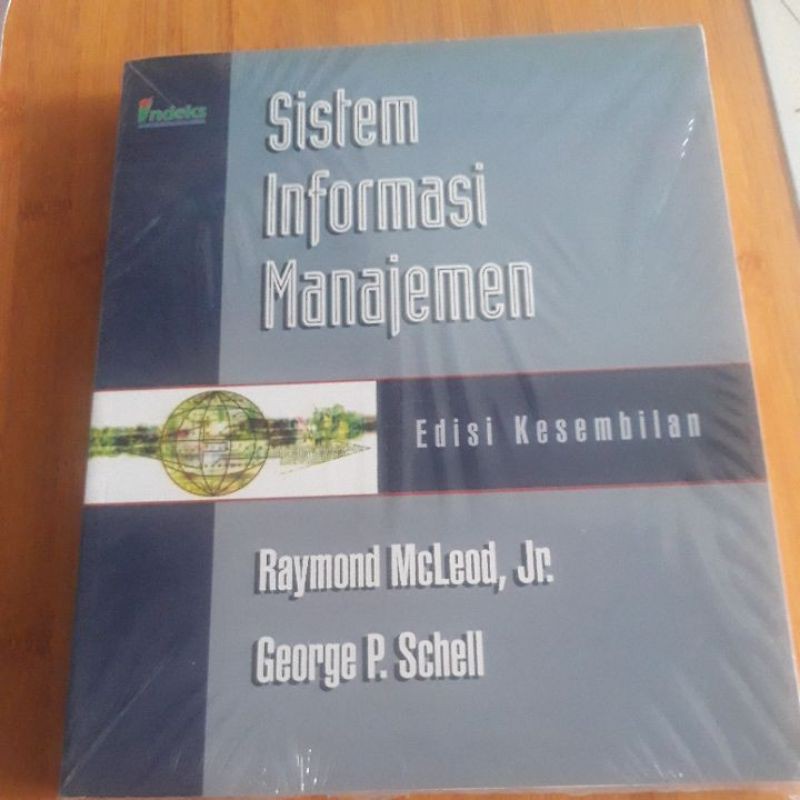 indeks
Sistem
Informasi
Manajemen
Edisi Kesembilan
Raymond McLeod, Jr.
George P. Schell